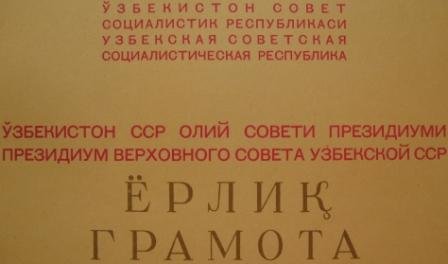 ЎЗБЕКИСТОН СОВЕТ
СОЦИАЛИСТИК РЕСПУБЛИКАСИ
УЗБЕКСКАЯ СОВЕТСКАЯ
СОЦИАЛИСТИЧЕСКАЯ РЕСПУБЛИКА
ЎЗБЕКИСТОН ССР ОЛИЙ СОВЕТИ ПРЕЗИДИУМИ
ПРЕЗИДИУМ ВЕРХОВНОГО СОВЕТА УЗБЕКСКОЙ ССР
ЁРЛИҚ
ГРАМОТА